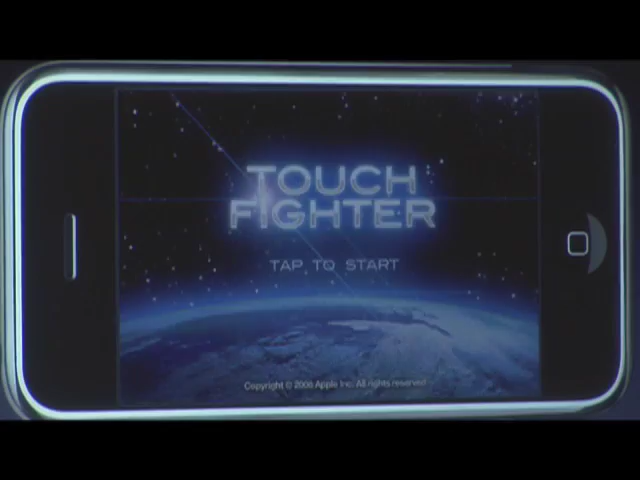 TOUCH
FIGHTER
TAP TO START
Copyright © 2008 Apple Inc. All rights reserved